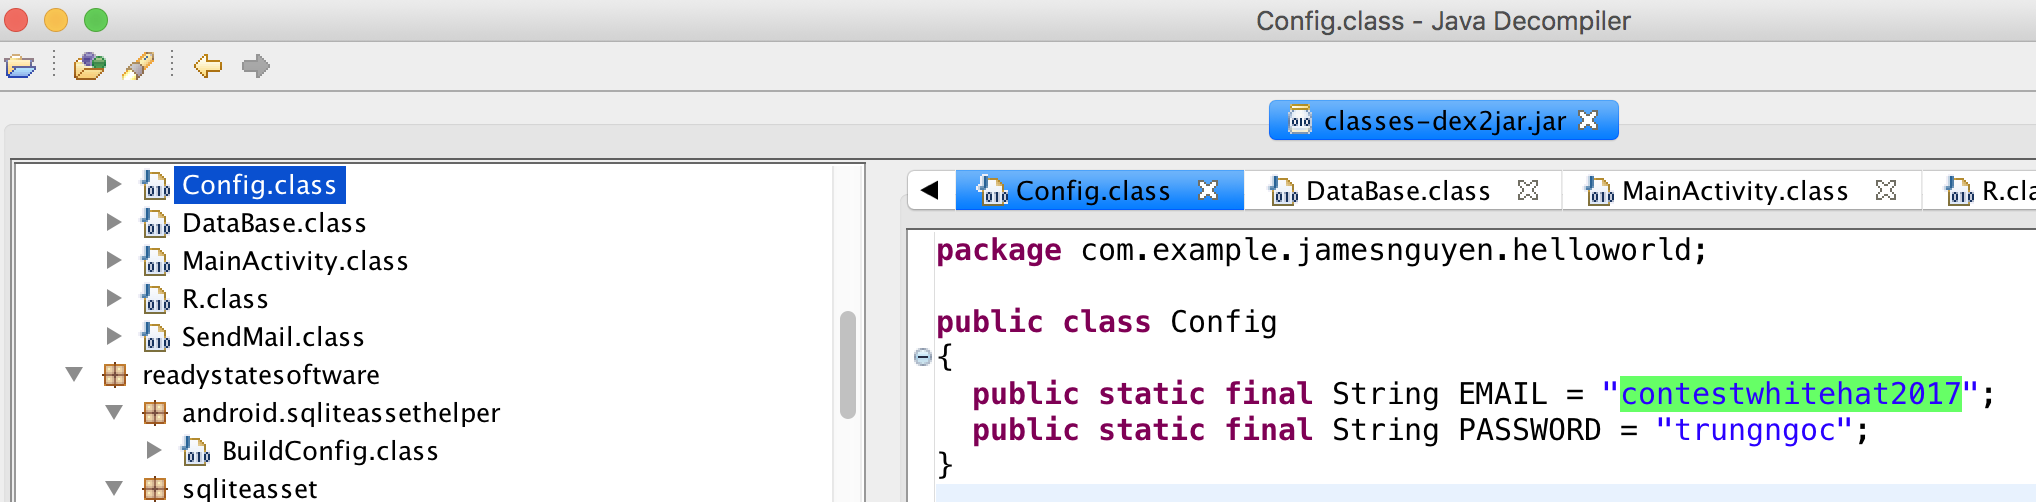 Config.class - Java Decompiler
classes-dex2jar.jar
Config.class
DataBase.class
MainActivity.class
R.class
SendMail.class
readystatesoftware
android.sqliteassethelper
BuildConfig.class
sqliteasset
Config.class DataBase.class MainActivity.class R.cla
package com.example.jamesnguyen.helloworld;
public class Config
{
public static final String EMAIL = "contestwhitehat2017";
public static final String PASSWORD = "trungngoc";
}